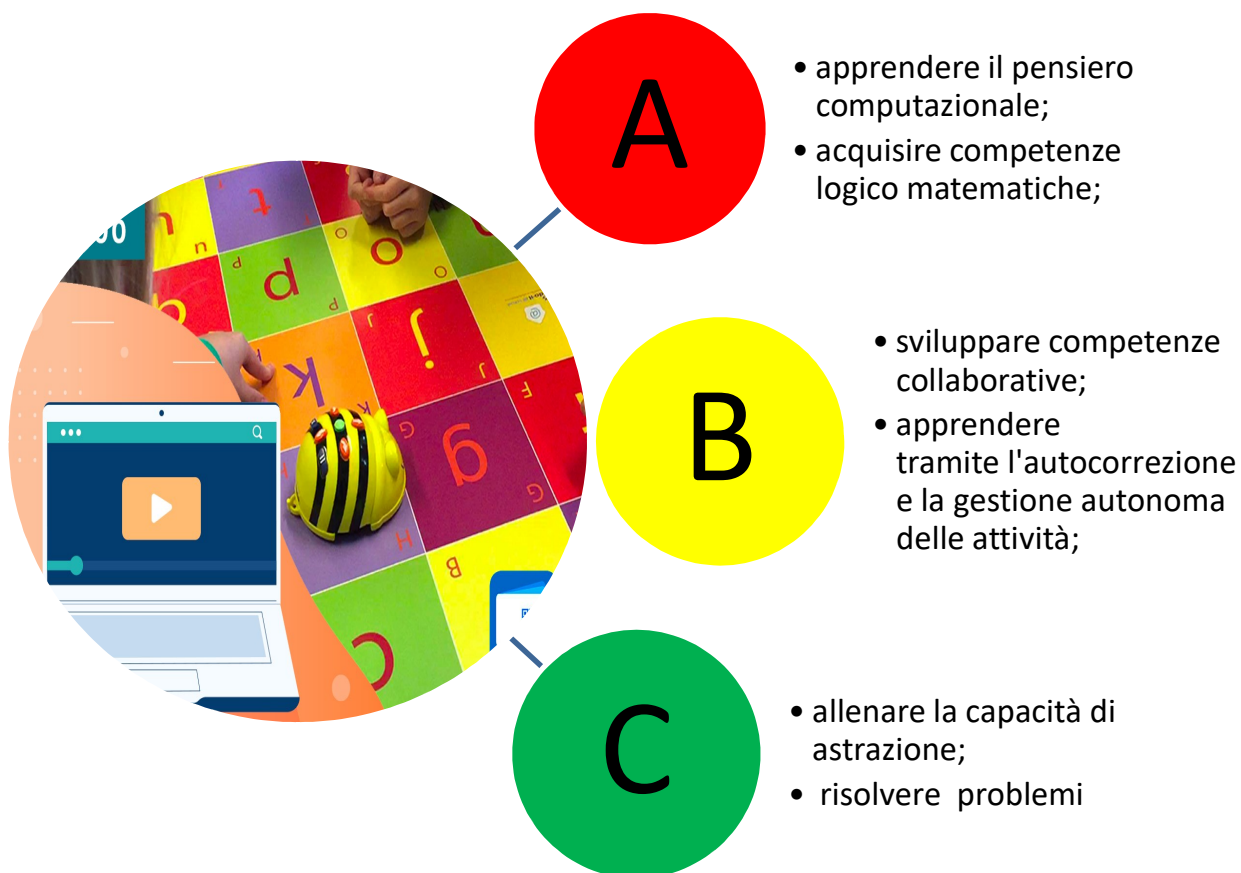 A
• apprendere il pensiero
computazionale;
• acquisire competenze
logico matematiche;
B
• sviluppare competenze
collaborative;
• apprendere
tramite l'autocorrezione
e la gestione autonoma
delle attività;
C
• allenare la capacità di
astrazione;
• risolvere problemi
t
n
d p
p
o o
o
k
j
J
J
F
K
g
G
G
H
H
B
B
c